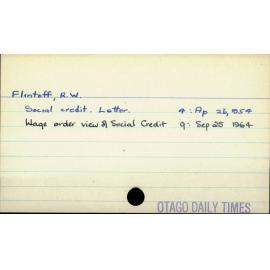 Flintoff, R.W.
Social credit. Letter. 4: Ap 26, 1954
Wage order view of Social Credit 9: Sep 25 1964
OTAGO DAILY TIMES